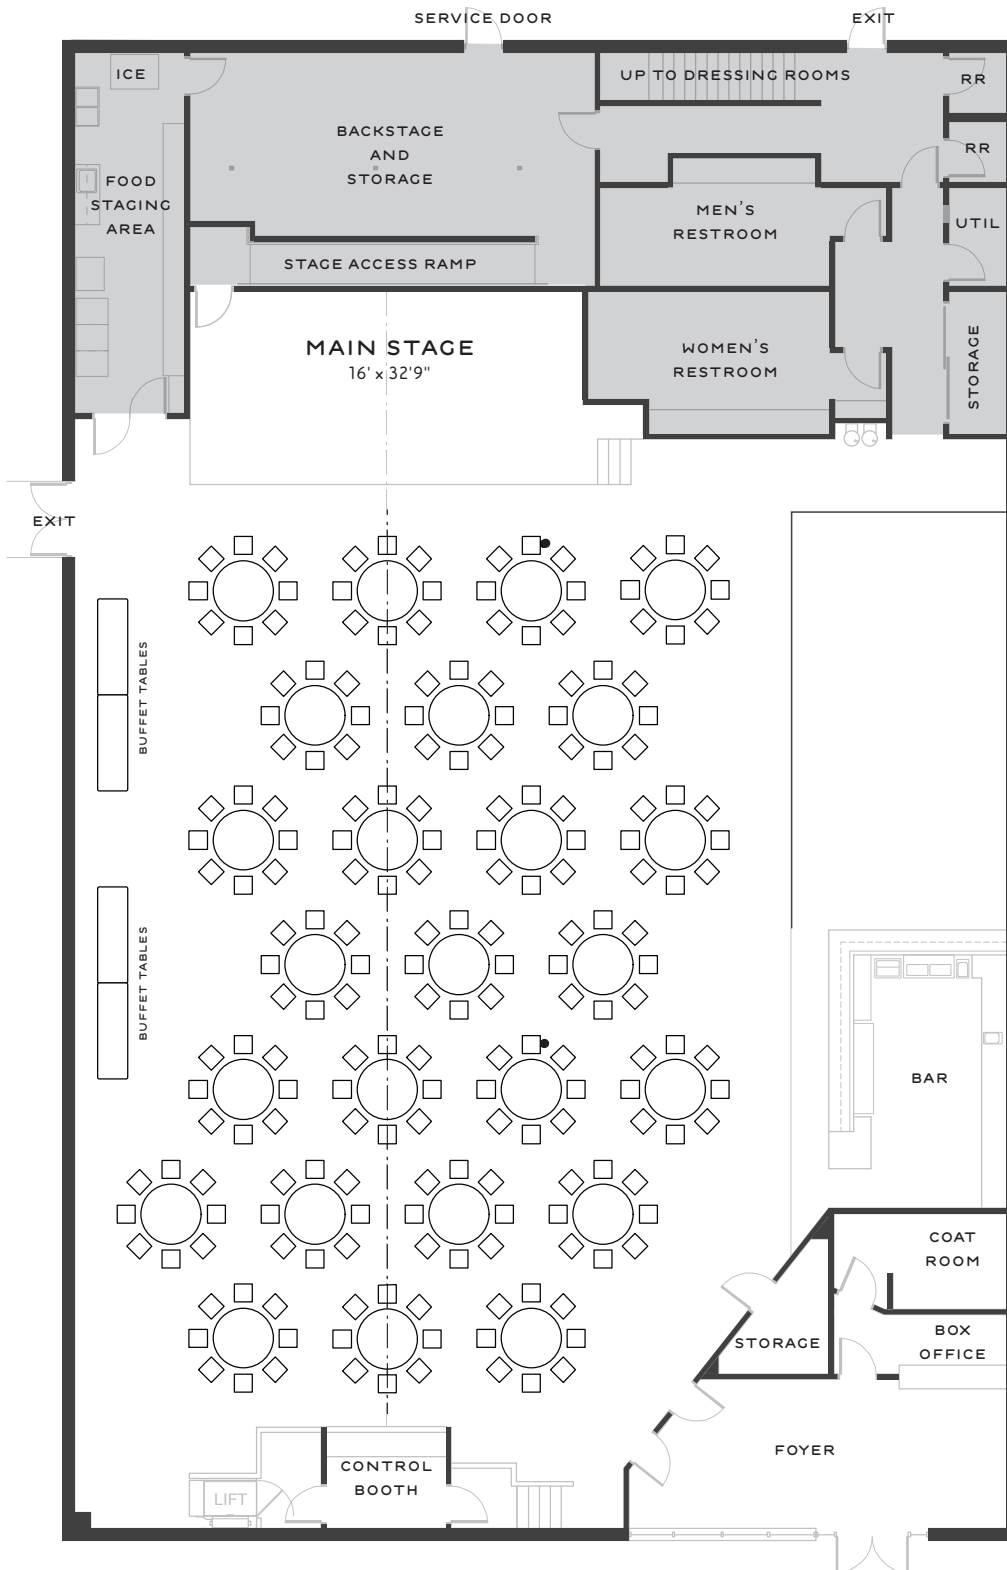 SERVICE DOOR
EXIT
ICE
UP TO DRESSING ROOMS
RR
BACKSTAGE
AND
STORAGE
RR
FOOD
STAGING
AREA
MEN'S
RESTROOM
UTIL
STAGE ACCESS RAMP
MAIN STAGE
16' x 32'9"
WOMEN'S
RESTROOM
STORAGE
EXIT
BUFFET TABLES
BUFFET TABLES
BAR
COAT
ROOM
STORAGE
BOX
OFFICE
FOYER
CONTROL
BOOTH
LIFT